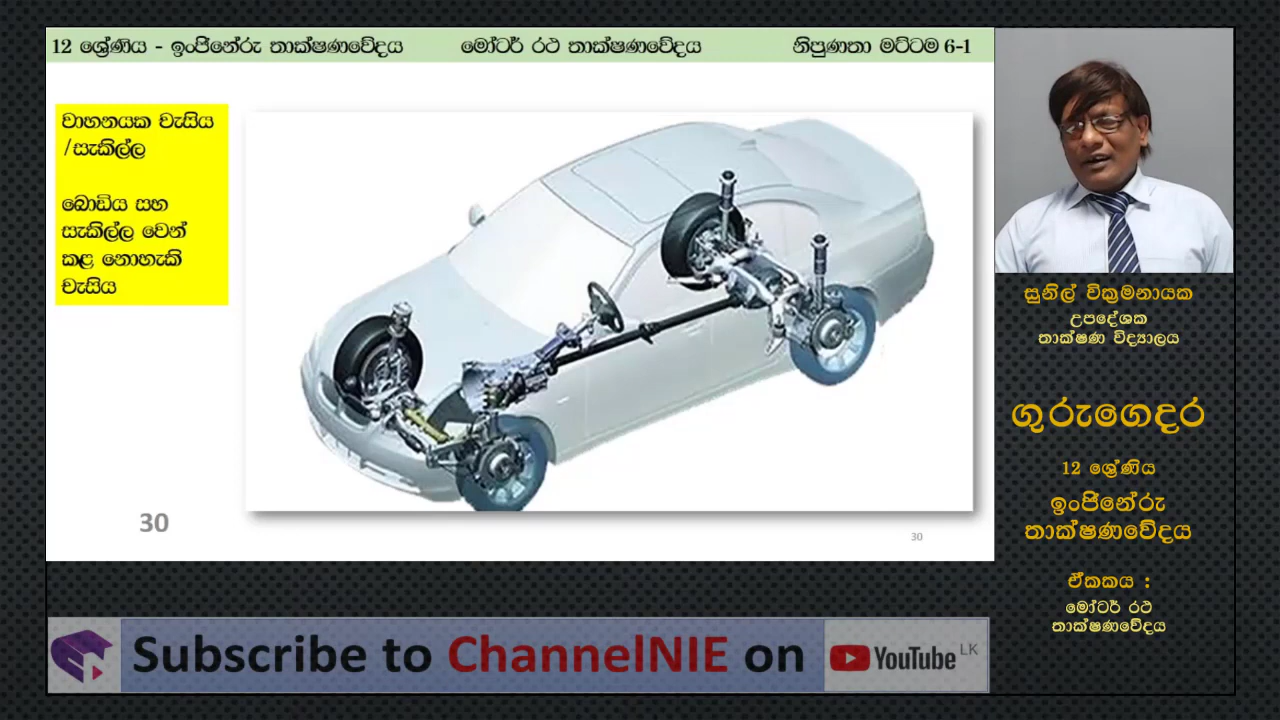 12 ශ්‍රේණිය - ඉංජිනේරු තාක්ෂණවේදය මෝටර් රථ තාක්ෂණවේදය නිපුණතා මට්ටම 6-1
වාහනයක චැසිය
/සැකිල්ල
බොඩිය සහ
සැකිල්ල වෙන්
කළ නොහැකි
චැසිය
30
30
සුනිල් වික්‍රමනායක
උපදේශක
තාක්ෂණ විද්‍යාලය
ගුරුගෙදර
12 ශ්‍රේණිය
ඉංජිනේරු
තාක්ෂණවේදය
ඒකකය :
මෝටර් රථ
තාක්ෂණවේදය
Subscribe to ChannelNIE on YouTube LK